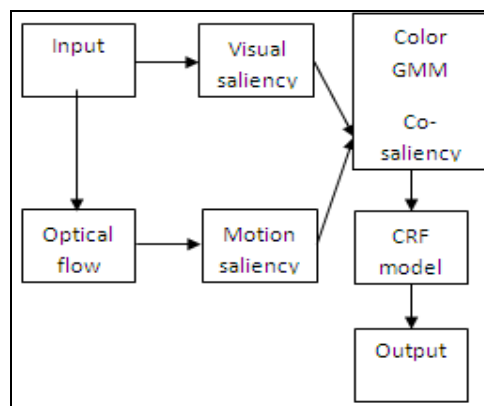 Input
Visual
saliency
Color
GMM
Co-
saliency
Optical
flow
Motion
saliency
CRF
model
Output